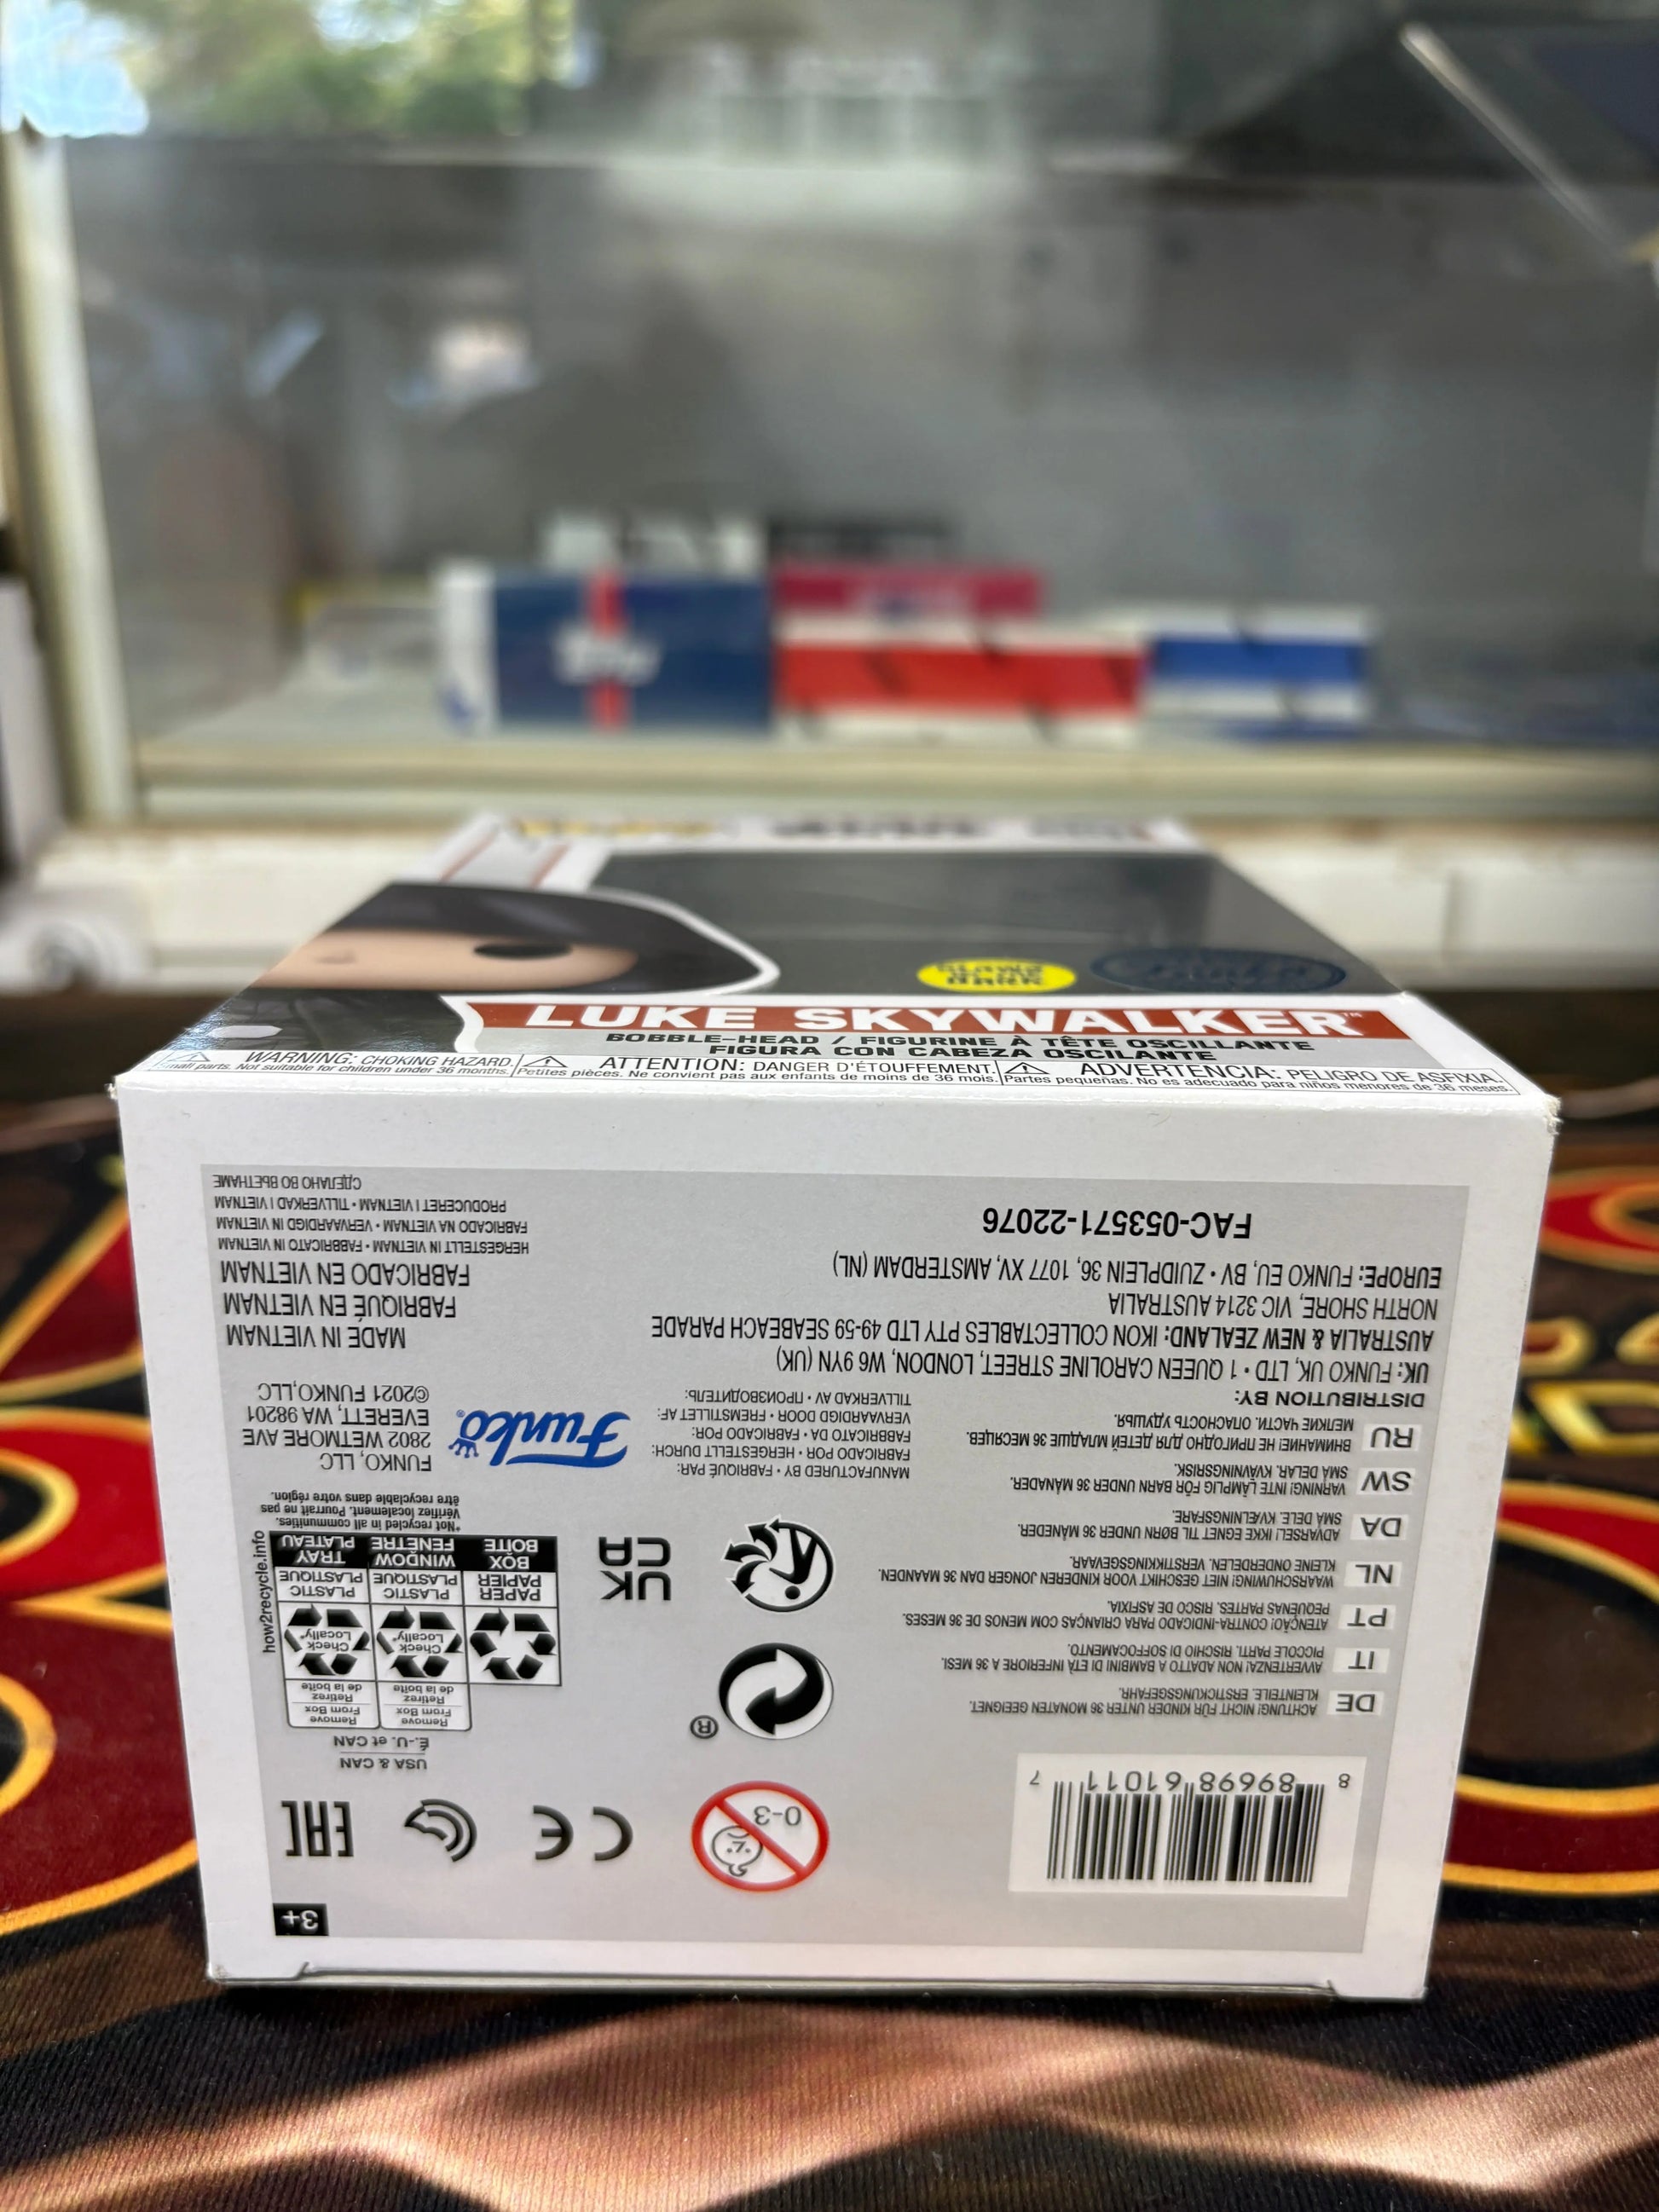 LUKE SKYWALKER™
BOBBLE-HEAD / FIGURINE À TÊTE OSCILLANTE
FIGURA CON CABEZA OSCILANTE
WARNING: CHOKING HAZARD.
Small parts. Not suitable for children under 36 months.
ATTENTION: DANGER D'ÉTOUFFEMENT.
Petites pièces. Ne convient pas aux enfants de moins de 36 mois.
ADVERTENCIA: PELIGRO DE ASFIXIA.
Partes pequeñas. No es adecuado para niños menores de 36 meses.
GLOWS
IN THE
DARK
Funko
3+
8 89698 61011 7
0-3
CE
EAC
USA & CAN
É.-U. et CAN
Remove
From Box
Retirez
de la boîte
Remove
From Box
Retirez
de la boîte
Check
Locally*
Check
Locally*
PAPER
PAPIER
BOX
BOÎTE
PLASTIC
PLASTIQUE
WINDOW
FENÊTRE
PLASTIC
PLASTIQUE
TRAY
PLATEAU
how2recycle.info
*Not recycled in all communities.
Vérifiez localement. Pourrait ne pas
être recyclable dans votre région.
®
UK
CA
DE
ACHTUNG! NICHT FÜR KINDER UNTER 36 MONATEN GEEIGNET.
KLEINTEILE. ERSTICKUNGSGEFAHR.
IT
AVVERTENZA! NON ADATTO A BAMBINI DI ETÀ INFERIORE A 36 MESI.
PICCOLE PARTI. RISCHIO DI SOFFOCAMENTO.
PT
ATENÇÃO! CONTRA-INDICADO PARA CRIANÇAS COM MENOS DE 36 MESES.
PEQUENAS PARTES. RISCO DE ASFIXIA.
NL
WAARSCHUWING! NIET GESCHIKT VOOR KINDEREN JONGER DAN 36 MAANDEN.
KLEINE ONDERDELEN. VERSTIKKINGSGEVAAR.
DA
ADVARSEL! IKKE EGNET TIL BØRN UNDER 36 MÅNEDER.
SMÅ DELE. KVÆLNINGSFARE.
SW
VARNING! INTE LÄMPLIG FÖR BARN UNDER 36 MÅNADER.
SMÅ DELAR. KVÄVNINGSRISK.
RU
ВНИМАНИЕ! НЕ ПРИГОДНО ДЛЯ ДЕТЕЙ МЛАДШЕ 36 МЕСЯЦЕВ.
МЕЛКИЕ ЧАСТИ. ОПАСНОСТЬ УДУШЬЯ.
MANUFACTURED BY • FABRIQUÉ PAR:
FABRICADO POR • HERGESTELLT DURCH:
FABBRICATO DA • FABRICADO POR:
VERVAARDIGD DOOR • FREMSTILLET AF:
TILLVERKAD AV • ПРОИЗВОДИТЕЛЬ:
Funko®
FUNKO, LLC
2802 WETMORE AVE
EVERETT, WA 98201
©2021 FUNKO, LLC
DISTRIBUTION BY:
UK: FUNKO UK, LTD • 1 QUEEN CAROLINE STREET, LONDON, W6 9YN (UK)
AUSTRALIA & NEW ZEALAND: IKON COLLECTABLES PTY LTD 49-59 SEABEACH PARADE
NORTH SHORE, VIC 3214 AUSTRALIA
EUROPE: FUNKO EU, BV • ZUIDPLEIN 36, 1077 XV, AMSTERDAM (NL)
FAC-053571-22076
MADE IN VIETNAM
FABRIQUÉ EN VIETNAM
FABRICADO EN VIETNAM
HERGESTELLT IN VIETNAM • FABBRICATO IN VIETNAM
FABRICADO NA VIETNAM • VERVAARDIGD IN VIETNAM
PRODUCERET I VIETNAM • TILLVERKAD I VIETNAM
СДЕЛАНО ВО ВЬЕТНАМЕ